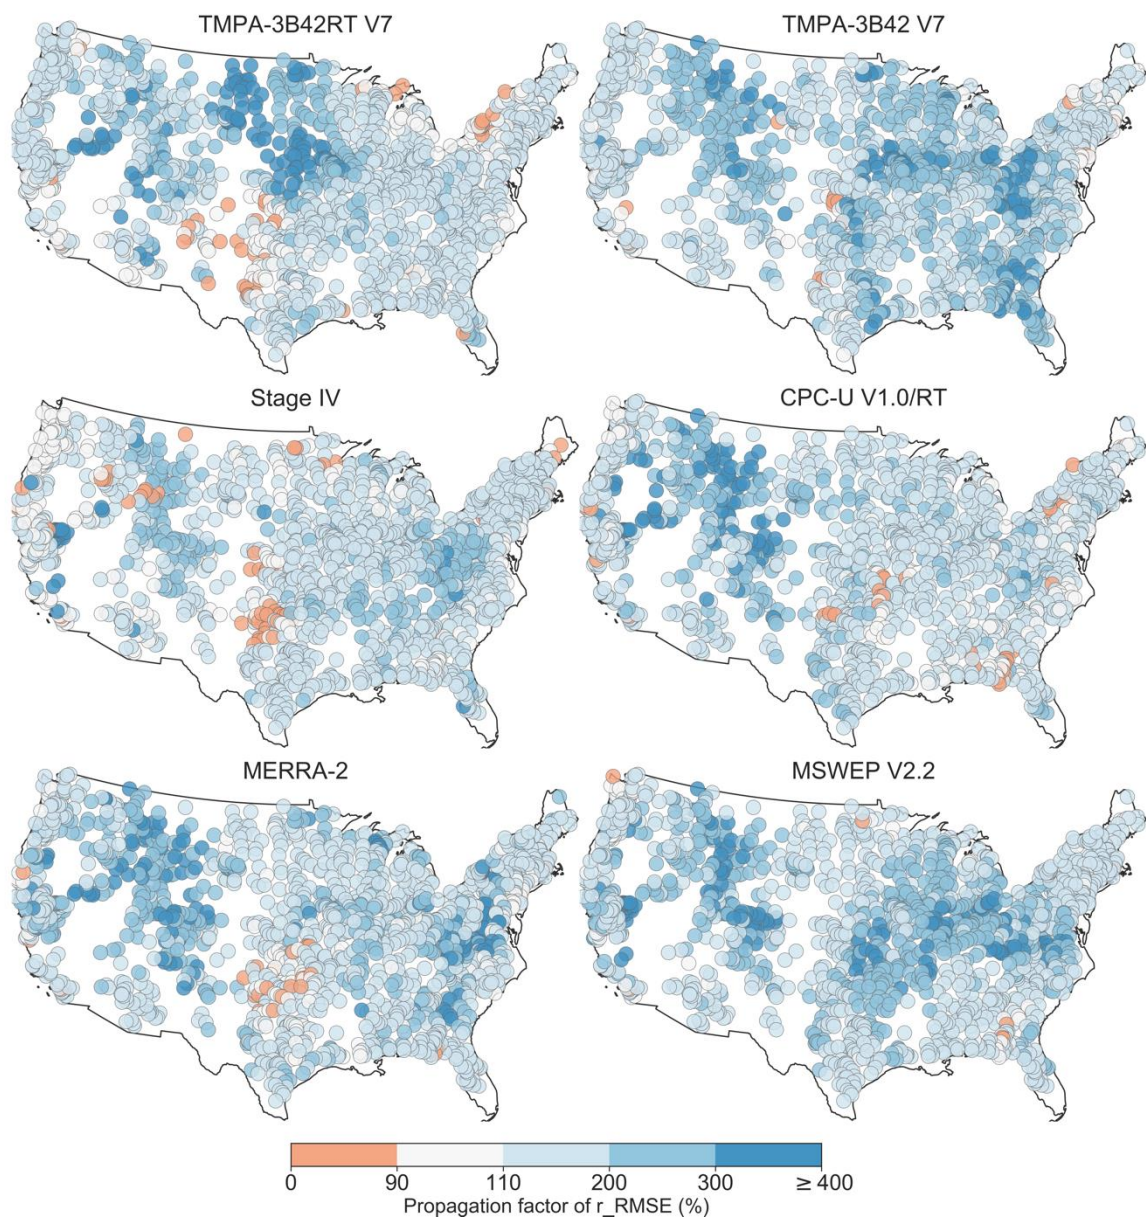 TMPA-3B42RT V7
TMPA-3B42 V7
Stage IV
CPC-U V1.0/RT
MERRA-2
MSWEP V2.2
0 90 110 200 300 ≥ 400
Propagation factor of r_RMSE (%)